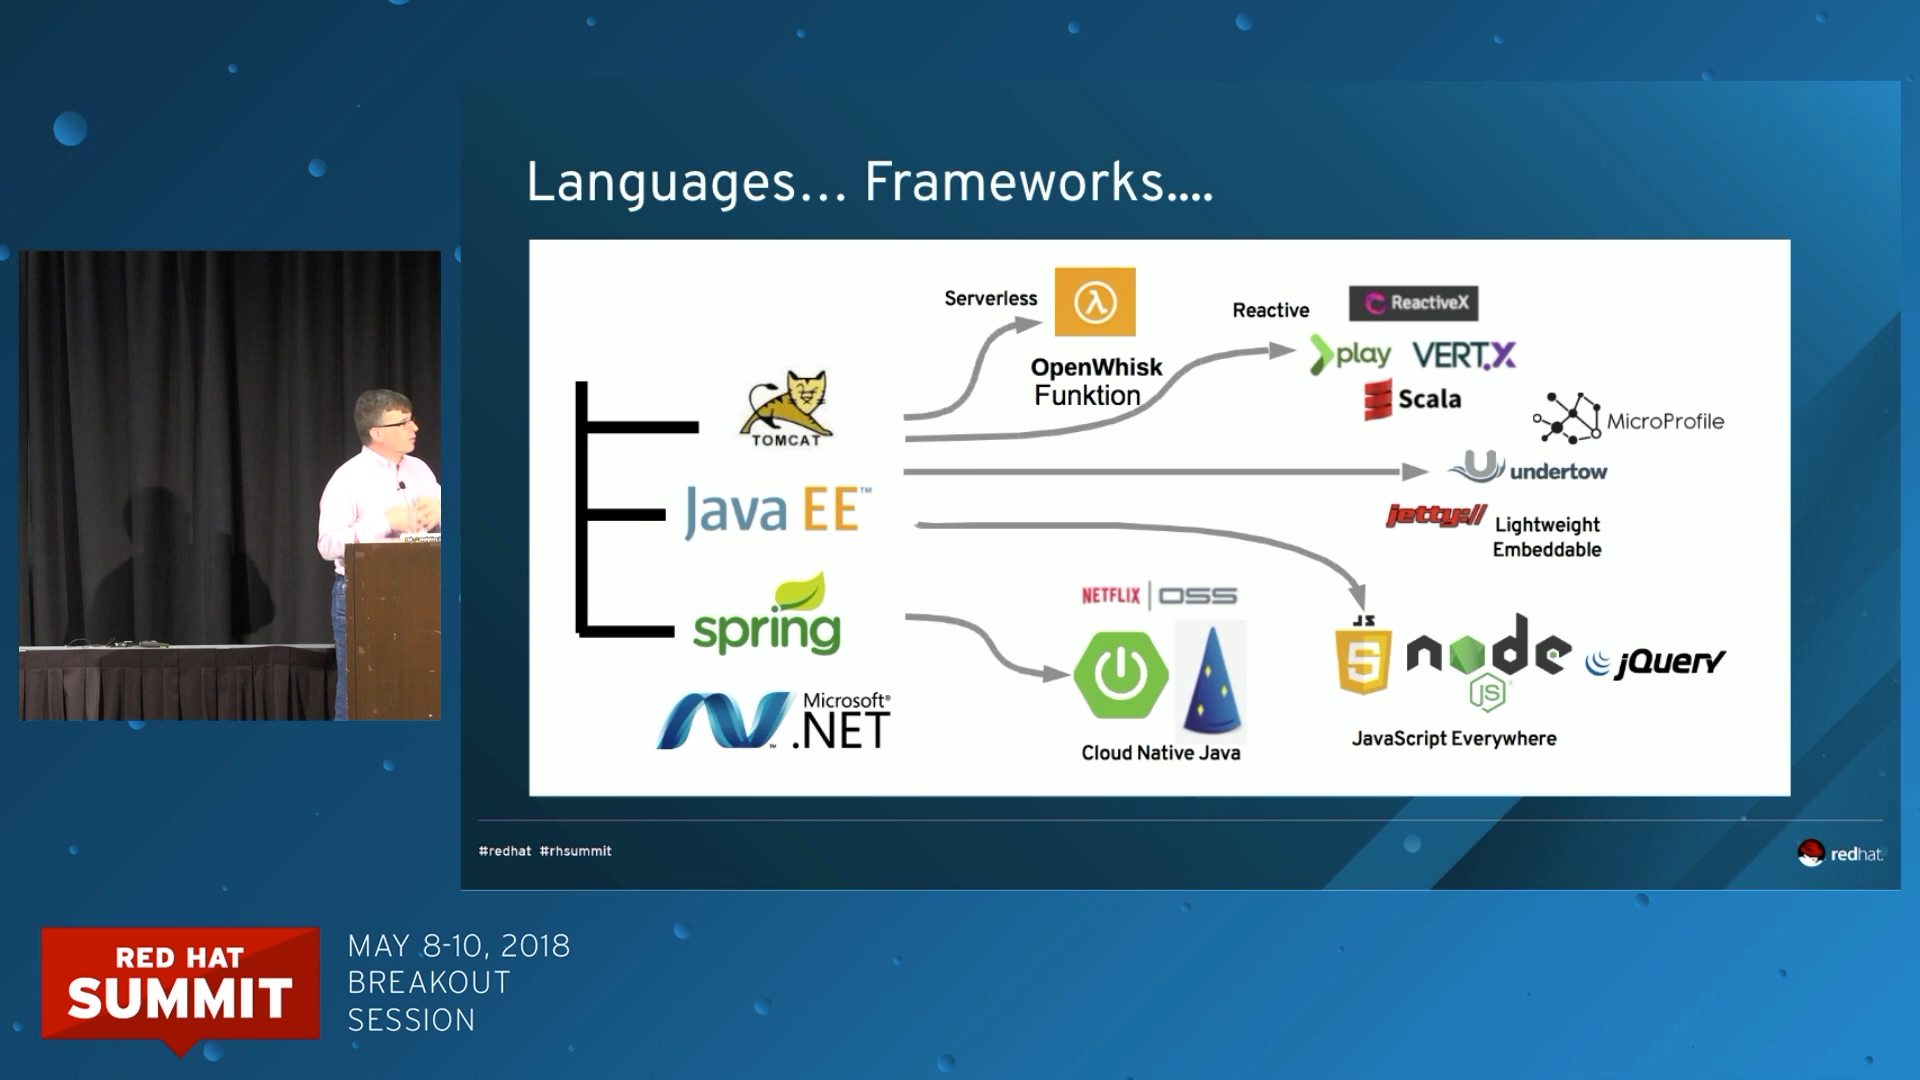 Languages... Frameworks....
Serverless
λ
OpenWhisk
Funktion
Reactive
ReactiveX
play VERT.X
Scala
MicroProfile
TOMCAT
undertow
jetty://
Lightweight
Embeddable
Java EE™
spring
NETFLIX | OSS
Cloud Native Java
JS
5
node
JS
jQuery
JavaScript Everywhere
Microsoft®
.NET
#redhat #rhsummit
redhat.
RED HAT
SUMMIT
MAY 8-10, 2018
BREAKOUT
SESSION